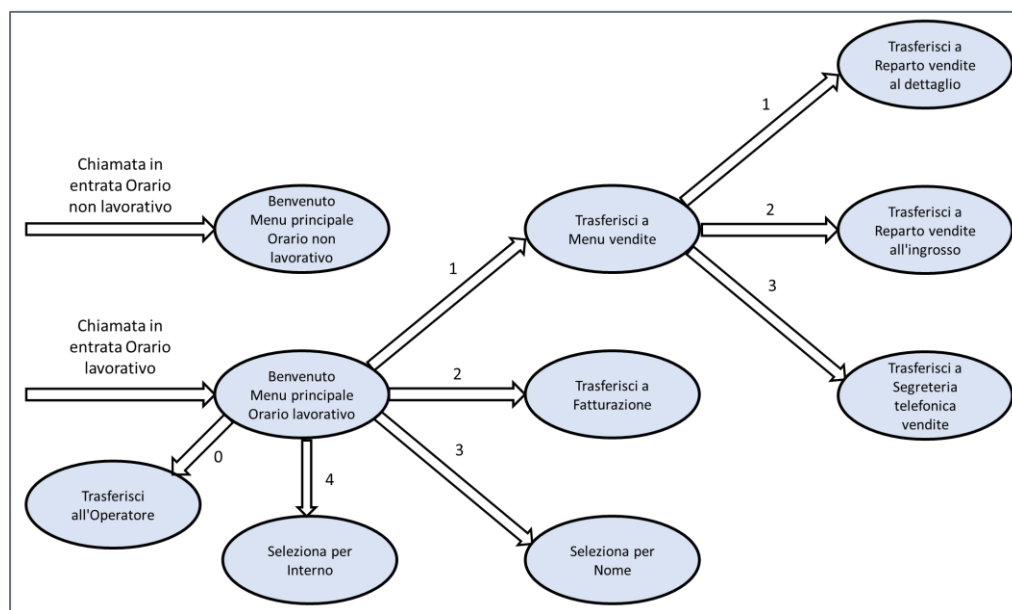 Trasferisci a
Reparto vendite
al dettaglio
1
Chiamata in
entrata Orario
non lavorativo
Benvenuto
Menu principale
Orario non
lavorativo
Trasferisci a
Menu vendite
2
Trasferisci a
Reparto vendite
all'ingrosso
1
3
Chiamata in
entrata Orario
lavorativo
Benvenuto
Menu principale
Orario lavorativo
2
Trasferisci a
Fatturazione
Trasferisci a
Segreteria
telefonica
vendite
0
4
3
Trasferisci
all'Operatore
Seleziona per
Interno
Seleziona per
Nome